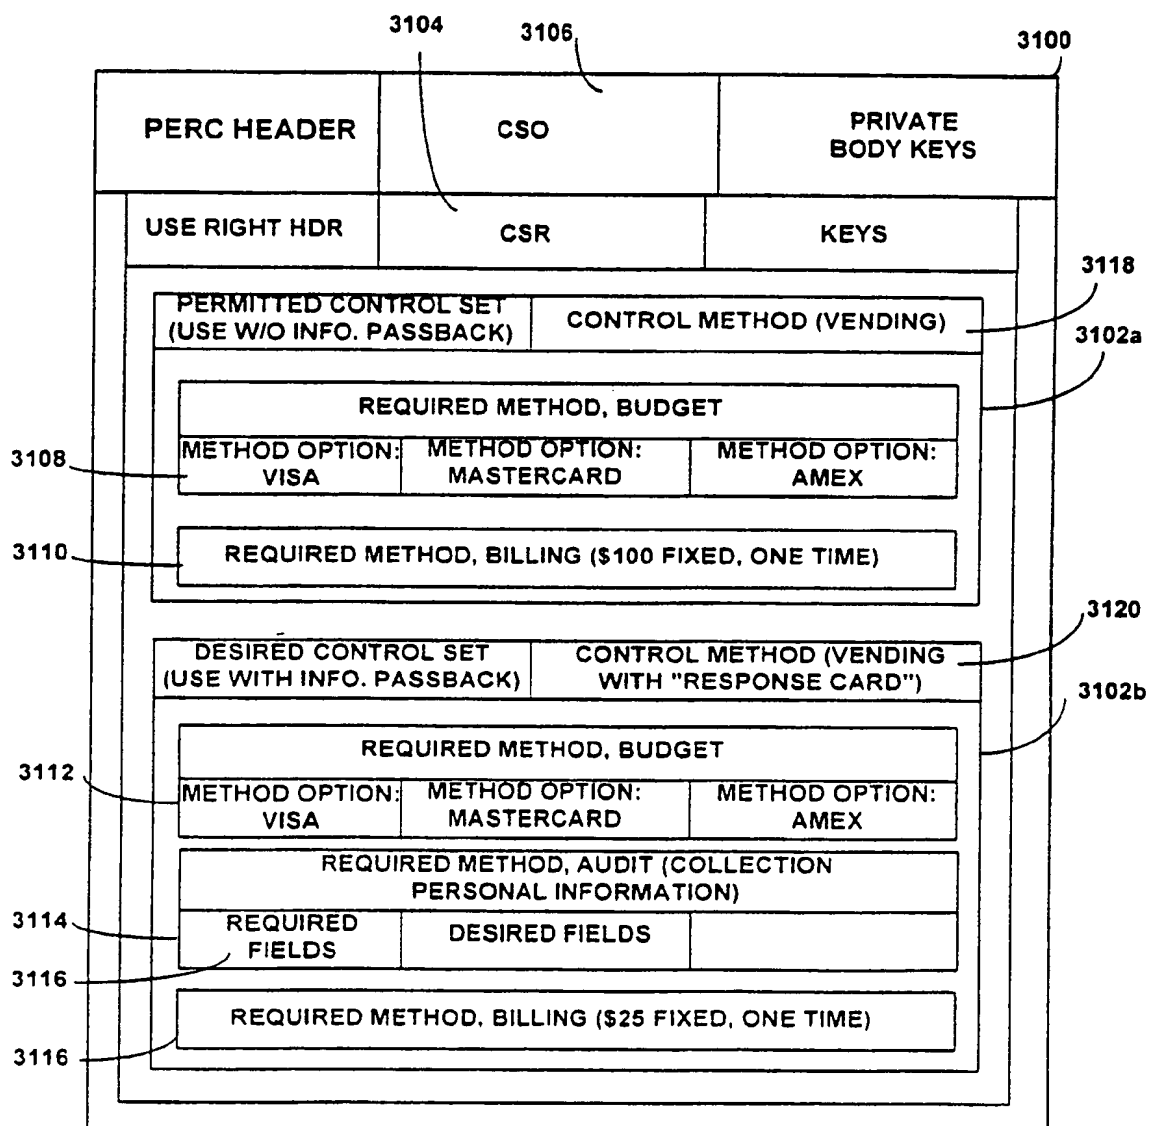 3104
3106
3100
PERC HEADER
CSO
PRIVATE
BODY KEYS
USE RIGHT HDR
CSR
KEYS
3118
PERMITTED CONTROL SET
(USE W/O INFO. PASSBACK)
CONTROL METHOD (VENDING)
3102a
REQUIRED METHOD, BUDGET
3108
METHOD OPTION:
VISA
METHOD OPTION:
MASTERCARD
METHOD OPTION:
AMEX
3110
REQUIRED METHOD, BILLING ($100 FIXED, ONE TIME)
3120
DESIRED CONTROL SET
(USE WITH INFO. PASSBACK)
CONTROL METHOD (VENDING
WITH "RESPONSE CARD")
3102b
REQUIRED METHOD, BUDGET
3112
METHOD OPTION:
VISA
METHOD OPTION:
MASTERCARD
METHOD OPTION:
AMEX
REQUIRED METHOD, AUDIT (COLLECTION
PERSONAL INFORMATION)
3114
REQUIRED
FIELDS
DESIRED FIELDS
3116
REQUIRED METHOD, BILLING ($25 FIXED, ONE TIME)
3116